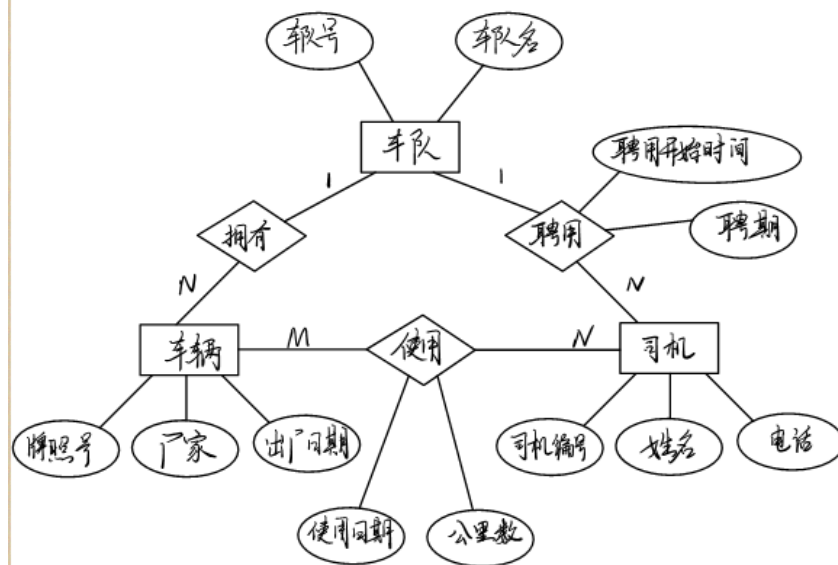 车队号
车队名
车队
聘用开始时间
1
1
拥有
聘用
聘期
N
N
车辆
M
使用
N
司机
牌照号
厂家
出厂日期
司机编号
姓名
电话
使用日期
公里数